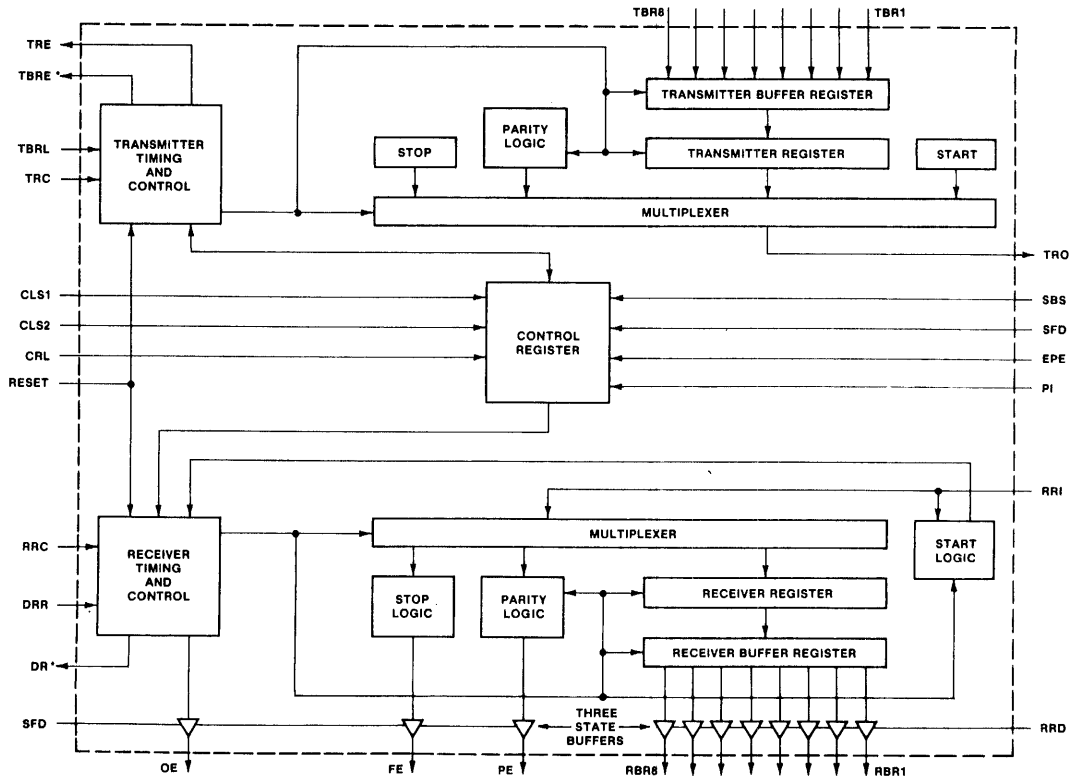 TBR8
TBR1
TRE
TBRE*
TBRL
TRC
TRANSMITTER
TIMING
AND
CONTROL
TRANSMITTER BUFFER REGISTER
STOP
PARITY
LOGIC
TRANSMITTER REGISTER
START
MULTIPLEXER
TRO
CLS1
CLS2
CRL
RESET
CONTROL
REGISTER
SBS
SFD
EPE
PI
RRI
RRC
DRR
DR*
RECEIVER
TIMING
AND
CONTROL
MULTIPLEXER
START
LOGIC
STOP
LOGIC
PARITY
LOGIC
RECEIVER REGISTER
RECEIVER BUFFER REGISTER
SFD
THREE
STATE
BUFFERS
RRD
OE
FE
PE
RBR8
RBR1